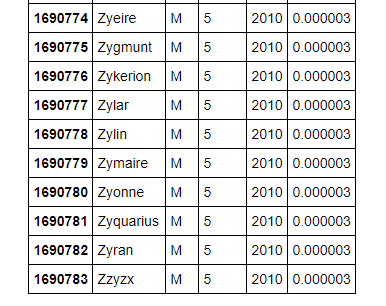 1690774 Zyeire M 5 2010 0.000003
1690775 Zygmunt M 5 2010 0.000003
1690776 Zykerion M 5 2010 0.000003
1690777 Zylar M 5 2010 0.000003
1690778 Zylin M 5 2010 0.000003
1690779 Zymaire M 5 2010 0.000003
1690780 Zyonne M 5 2010 0.000003
1690781 Zyquarius M 5 2010 0.000003
1690782 Zyran M 5 2010 0.000003
1690783 Zzyzx M 5 2010 0.000003